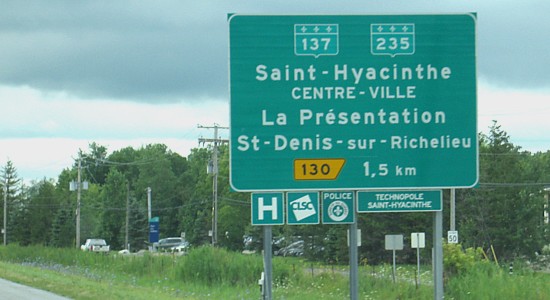 137 235
Saint-Hyacinthe
CENTRE-VILLE
La Présentation
St-Denis-sur-Richelieu
130 1,5 km
H CLSC POLICE TECHNOPOLE
SAINT-HYACINTHE
50